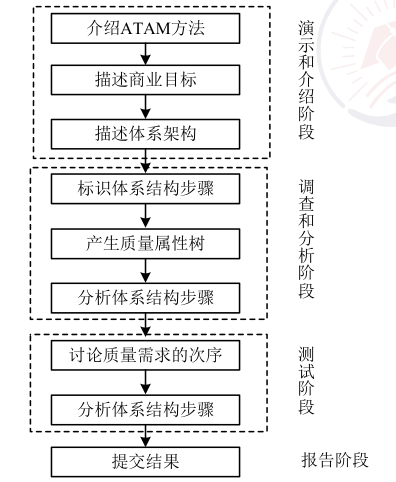 介绍ATAM方法
描述商业目标
描述体系架构
演示和介绍阶段
标识体系结构步骤
产生质量属性树
分析体系结构步骤
调查和分析阶段
讨论质量需求的次序
分析体系结构步骤
测试阶段
提交结果
报告阶段